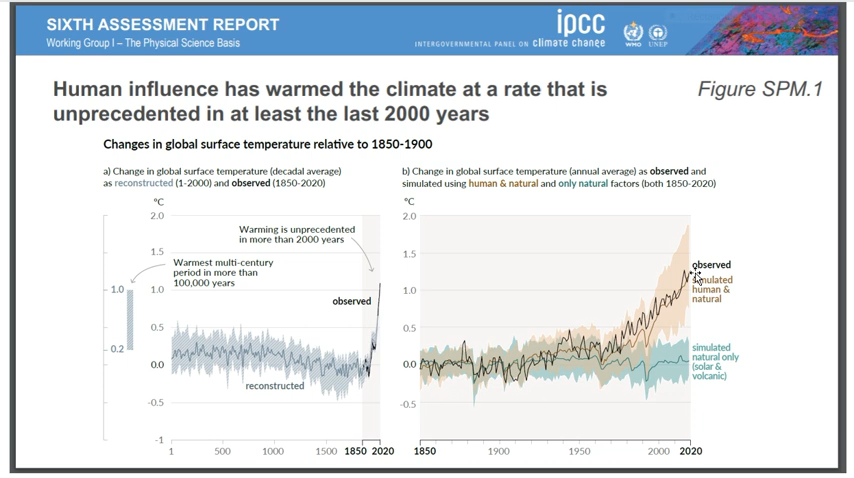 SIXTH ASSESSMENT REPORT
Working Group I – The Physical Science Basis
ipcc
INTERGOVERNMENTAL PANEL ON climate change
WMO UNEP
Human influence has warmed the climate at a rate that is
unprecedented in at least the last 2000 years
Figure SPM.1
Changes in global surface temperature relative to 1850-1900
a) Change in global surface temperature (decadal average)
as reconstructed (1-2000) and observed (1850-2020)
°C
2.0
1.5
1.0
0.5
0.0
-0.5
-1
1.0
0.2
Warming is unprecedented
in more than 2000 years
Warmest multi-century
period in more than
100,000 years
observed
reconstructed
1 500 1000 1500 1850 2020
b) Change in global surface temperature (annual average) as observed and
simulated using human & natural and only natural factors (both 1850-2020)
°C
2.0
1.5
1.0
0.5
0.0
-0.5
observed
simulated
human &
natural
simulated
natural only
(solar &
volcanic)
1850 1900 1950 2000 2020